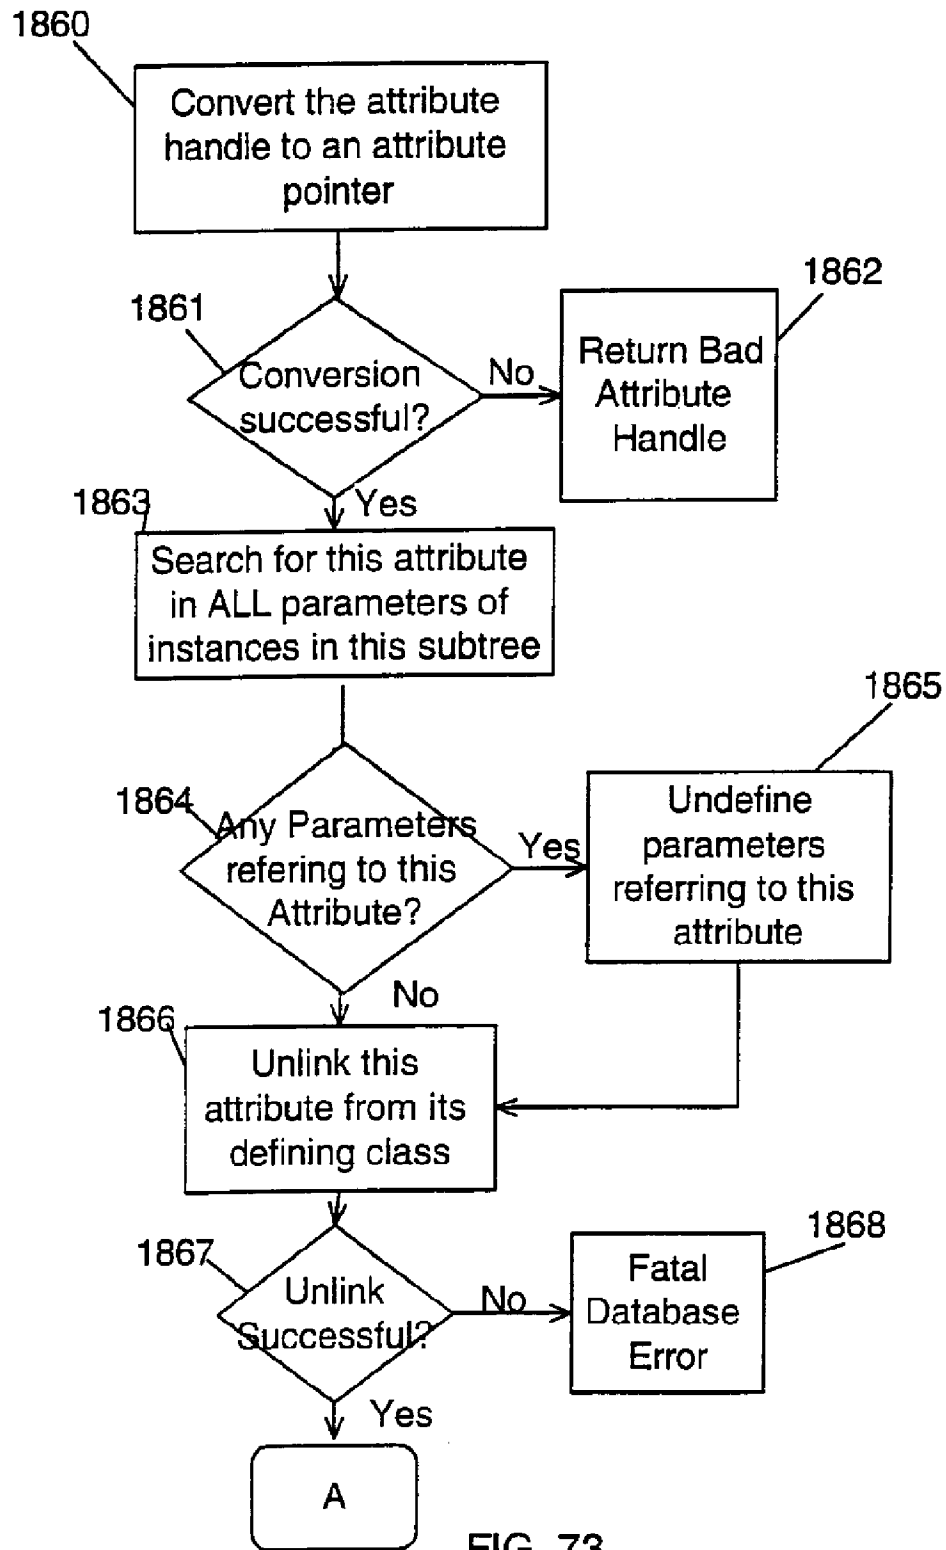 1860
Convert the attribute
handle to an attribute
pointer
1861
Conversion
successful?
No
1862
Return Bad
Attribute
Handle
Yes
1863
Search for this attribute
in ALL parameters of
instances in this subtree
1864
Any Parameters
refering to this
Attribute?
Yes
1865
Undefine
parameters
referring to this
attribute
No
1866
Unlink this
attribute from its
defining class
1867
Unlink
Successful?
No
1868
Fatal
Database
Error
Yes
A
FIG. 73